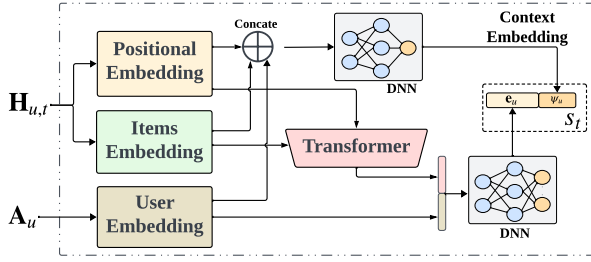 Concate
Context
Embedding
Positional
Embedding
DNN
H_{u,t}
e_u ψ_u
S_t
Items
Embedding
Transformer
User
Embedding
A_u
DNN